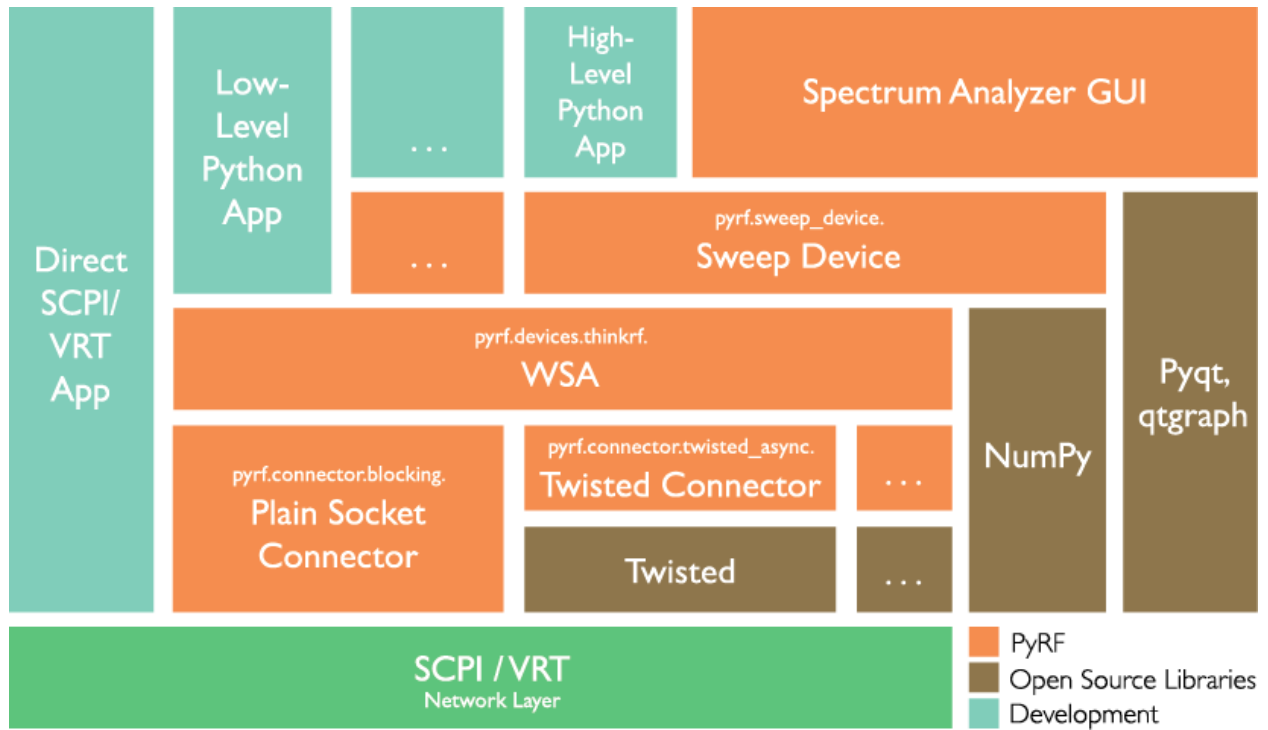 Direct
SCPI/
VRT
App
Low-
Level
Python
App
...
High-
Level
Python
App
Spectrum Analyzer GUI
...
pyrf.sweep_device.
Sweep Device
pyrf.devices.thinkrf.
WSA
Pyqt,
qtgraph
NumPy
pyrf.connector.blocking.
Plain Socket
Connector
pyrf.connector.twisted_async.
Twisted Connector
...
Twisted
...
SCPI / VRT
Network Layer
PyRF
Open Source Libraries
Development